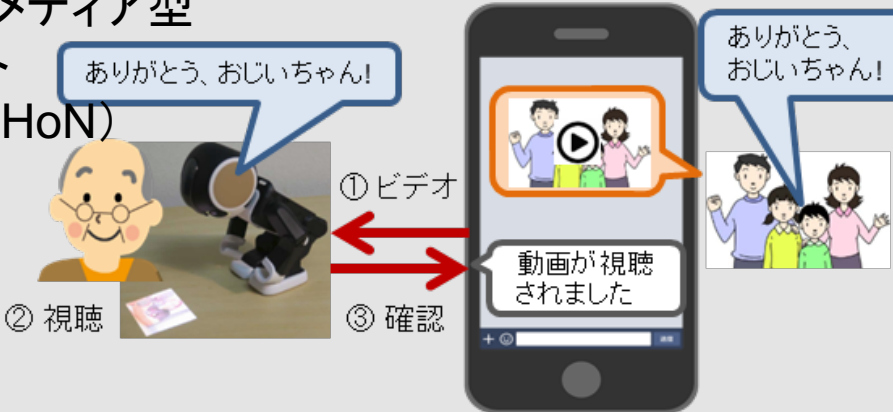 メディア型
ト
HoN）
ありがとう、おじいちゃん!
① ビデオ
② 視聴
③ 確認
動画が視聴
されました
ありがとう、
おじいちゃん!